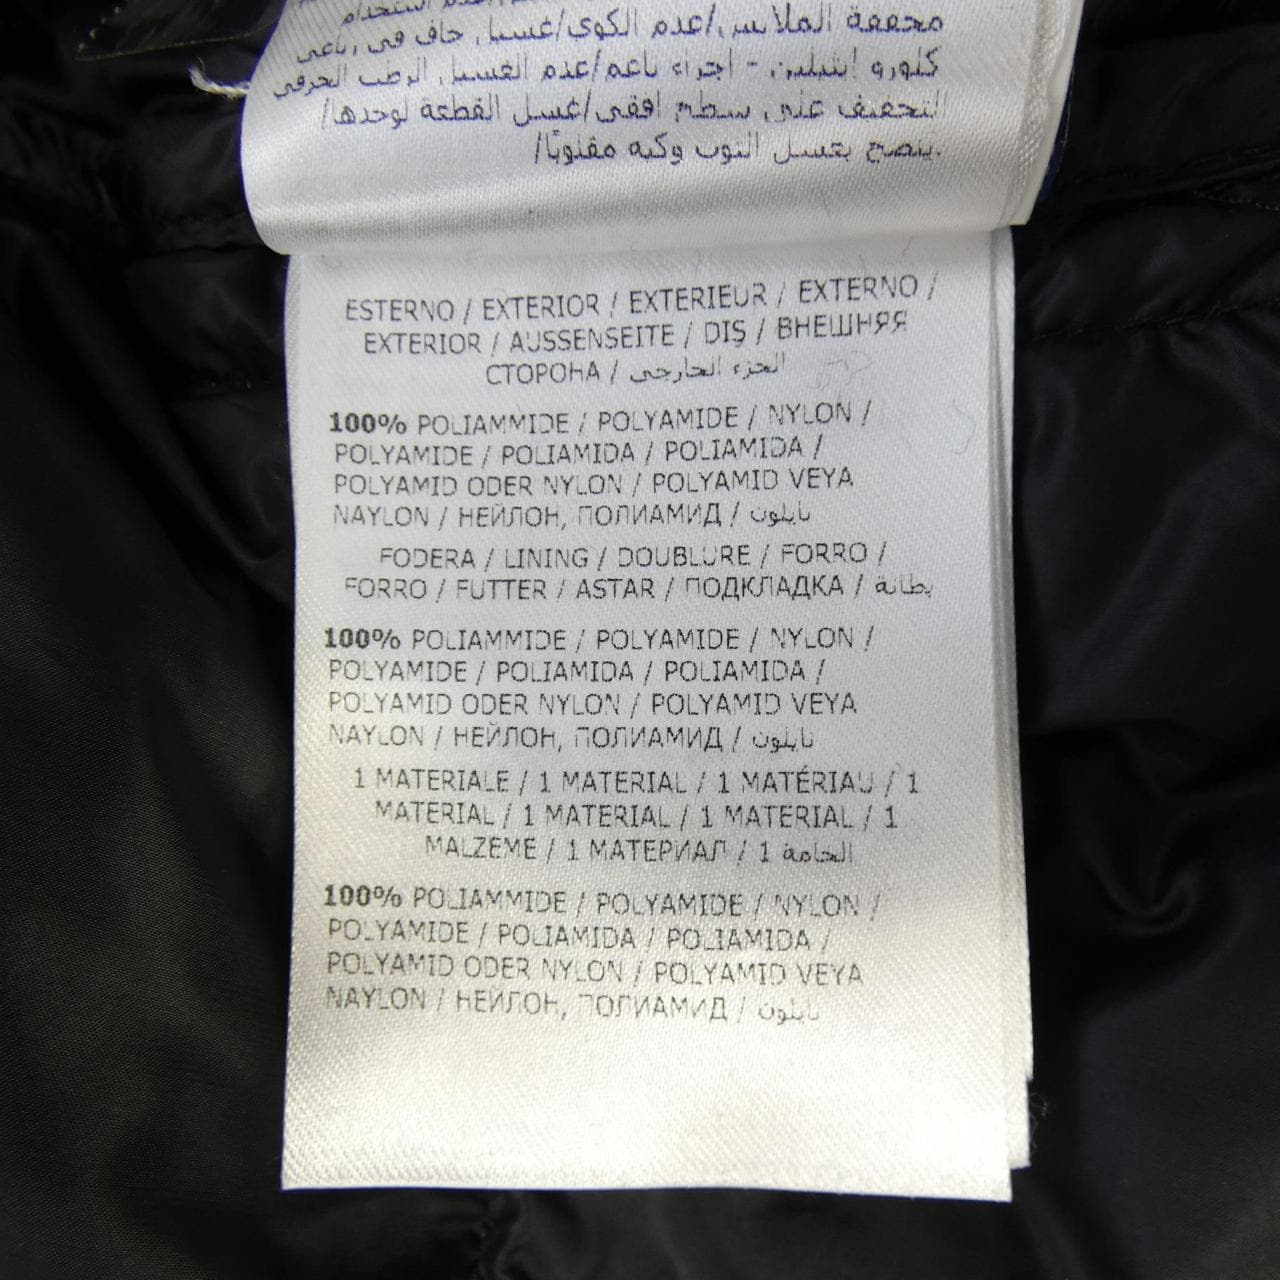 مجففة الملابس/عدم الكوي/غسيل جاف في رباعي
كلورو إيثيلين - إجراء ناعم/عدم الغسيل الرطب الحرفي
التجفيف على سطح افقي/غسل القطعة لوحدها/
ينصح بغسل الثوب وكيه مقلوبًا/.
ESTERNO / EXTERIOR / EXTERIEUR / EXTERNO /
EXTERIOR / AUSSENSEITE / DIŞ / ВНЕШНЯЯ
СТОРОНА / الجزء الخارجي
100% POLIAMMIDE / POLYAMIDE / NYLON /
POLYAMIDE / POLIAMIDA / POLIAMIDA /
POLYAMID ODER NYLON / POLYAMID VEYA
NAYLON / НЕЙЛОН, ПОЛИАМИД / نايلون
FODERA / LINING / DOUBLURE / FORRO /
FORRO / FUTTER / ASTAR / ПОДКЛАДКА / بطانة
100% POLIAMMIDE / POLYAMIDE / NYLON /
POLYAMIDE / POLIAMIDA / POLIAMIDA /
POLYAMID ODER NYLON / POLYAMID VEYA
NAYLON / НЕЙЛОН, ПОЛИАМИД / نايلون
1 MATERIALE / 1 MATERIAL / 1 MATÉRIAU / 1
MATERIAL / 1 MATERIAL / 1 MATERIAL / 1
MALZEME / 1 МАТЕРИАЛ / 1 الخامة
100% POLIAMMIDE / POLYAMIDE / NYLON /
POLYAMIDE / POLIAMIDA / POLIAMIDA /
POLYAMID ODER NYLON / POLYAMID VEYA
NAYLON / НЕЙЛОН, ПОЛИАМИД / نايلون